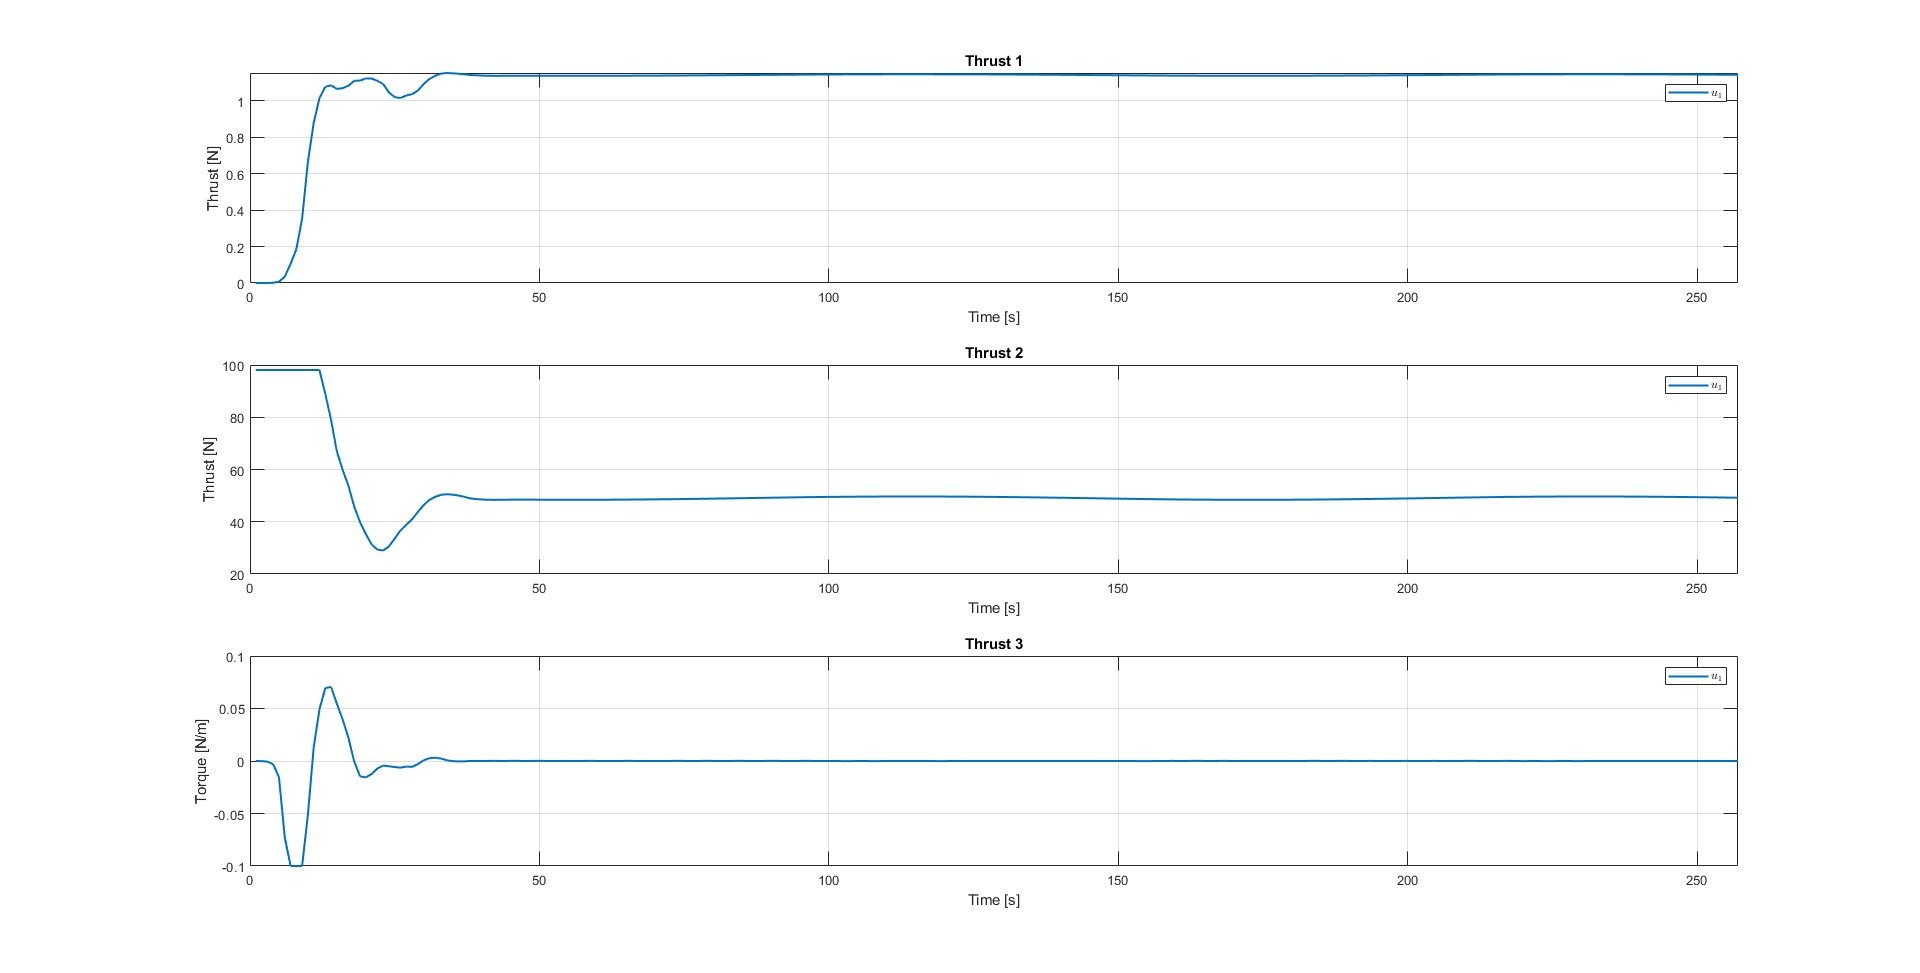 Thrust 1
Thrust [N]
1
0.8
0.6
0.4
0.2
0
0 50 100 150 200 250
Time [s]
u₁
Thrust 2
Thrust [N]
100
80
60
40
20
0 50 100 150 200 250
Time [s]
u₁
Thrust 3
Torque [N/m]
0.1
0.05
0
-0.05
-0.1
0 50 100 150 200 250
Time [s]
u₁